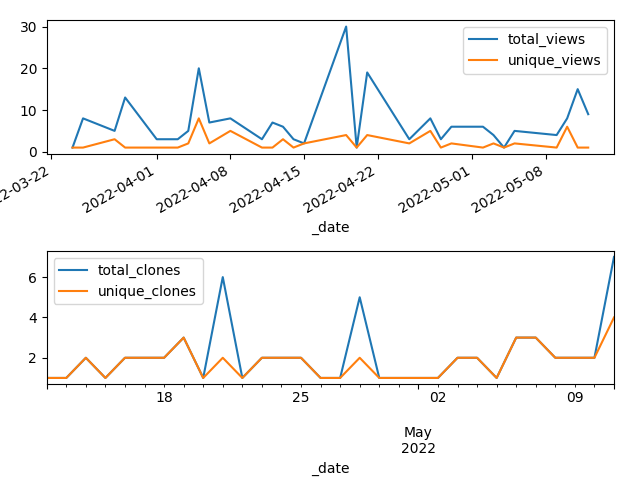 30
20
10
0
total_views
unique_views
22-03-22
2022-04-01
2022-04-08
2022-04-15
2022-04-22
2022-05-01
2022-05-08
_date
6
4
2
total_clones
unique_clones
18
25
02
09
May
2022
_date